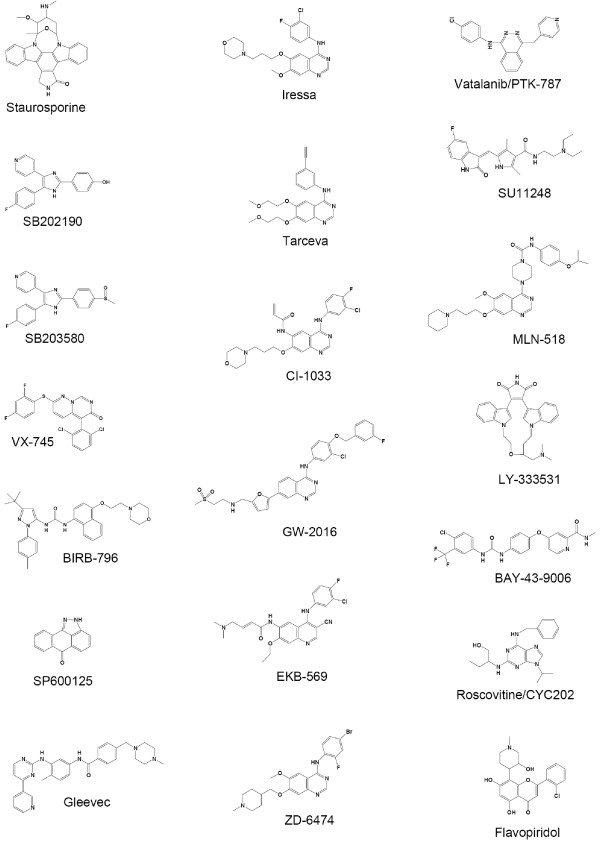 Staurosporine
Iressa
Vatalanib/PTK-787
SB202190
Tarceva
SU11248
SB203580
CI-1033
MLN-518
VX-745
GW-2016
LY-333531
BIRB-796
EKB-569
BAY-43-9006
SP600125
Roscovitine/CYC202
Gleevec
ZD-6474
Flavopiridol